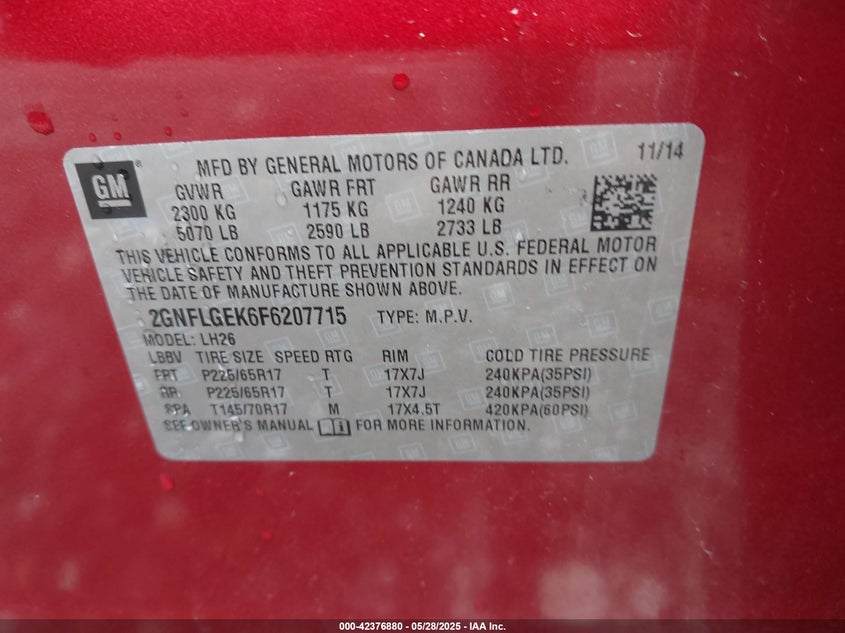 GM
MFD BY GENERAL MOTORS OF CANADA LTD. 11/14
GVWR GAWR FRT GAWR RR
2300 KG 1175 KG 1240 KG
5070 LB 2590 LB 2733 LB
THIS VEHICLE CONFORMS TO ALL APPLICABLE U.S. FEDERAL MOTOR
VEHICLE SAFETY AND THEFT PREVENTION STANDARDS IN EFFECT ON
THE DATE OF MANUFACTURE SHOWN ABOVE.
2GNFLGEK6F6207715 TYPE: M.P.V.
MODEL: LH26
LBBV TIRE SIZE SPEED RTG RIM COLD TIRE PRESSURE
FRT P225/65R17 T 17X7J 240KPA(35PSI)
RR P225/65R17 T 17X7J 240KPA(35PSI)
SPA T145/70R17 M 17X4.5T 420KPA(60PSI)
SEE OWNER'S MANUAL FOR MORE INFORMATION.
000-42376880 — 05/28/2025 — IAA Inc.